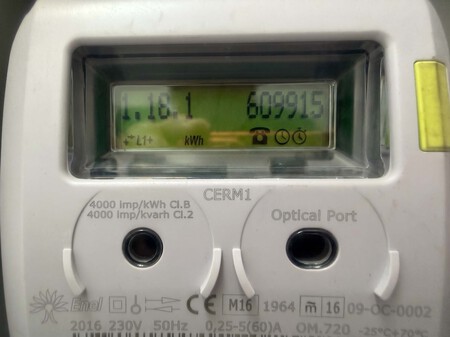 1.18.1 609915
L1+ kWh
CERM1
4000 imp/kWh Cl.B
4000 imp/kvarh Cl.2
Optical Port
Enel CE M16 1964 m 16 09-OC-0002
2016 230V 50Hz 0,25-5(60)A OM.720 -25°C+70°C